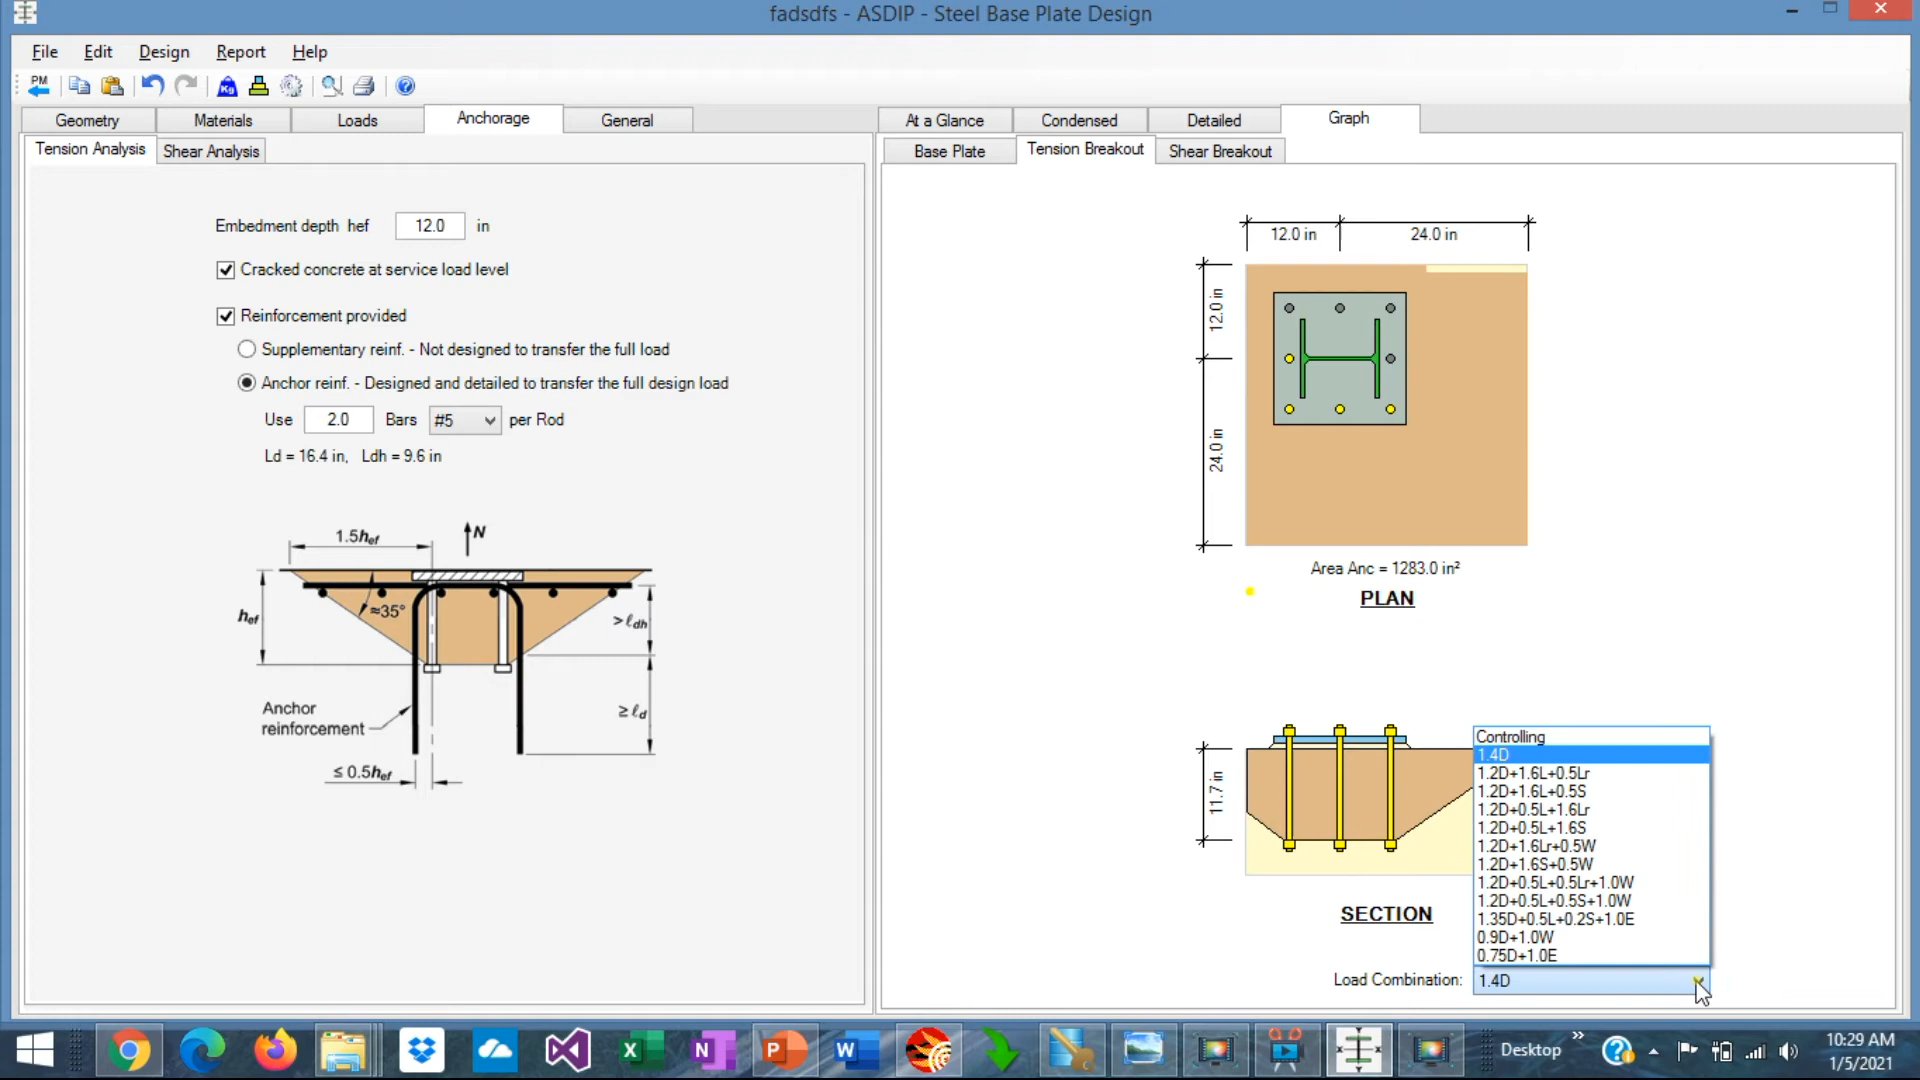 fadsdfs - ASDIP - Steel Base Plate Design
File Edit Design Report Help
PM
Kg
Geometry Materials Loads Anchorage General
Tension Analysis Shear Analysis
Embedment depth hef 12.0 in
Cracked concrete at service load level
Reinforcement provided
Supplementary reinf. - Not designed to transfer the full load
Anchor reinf. - Designed and detailed to transfer the full design load
Use 2.0 Bars #5 per Rod
Ld = 16.4 in, Ldh = 9.6 in
1.5hef
N
≈35°
hef
>ℓdh
Anchor
reinforcement
≥ℓd
≤ 0.5hef
At a Glance Condensed Detailed Graph
Base Plate Tension Breakout Shear Breakout
12.0 in 24.0 in
12.0 in
24.0 in
Area Anc = 1283.0 in²
PLAN
11.7 in
SECTION
Controlling
1.4D
1.2D+1.6L+0.5Lr
1.2D+1.6L+0.5S
1.2D+0.5L+1.6Lr
1.2D+0.5L+1.6S
1.2D+1.6Lr+0.5W
1.2D+1.6S+0.5W
1.2D+0.5L+0.5Lr+1.0W
1.2D+0.5L+0.5S+1.0W
1.35D+0.5L+0.2S+1.0E
0.9D+1.0W
0.75D+1.0E
Load Combination: 1.4D
Desktop
10:29 AM
1/5/2021